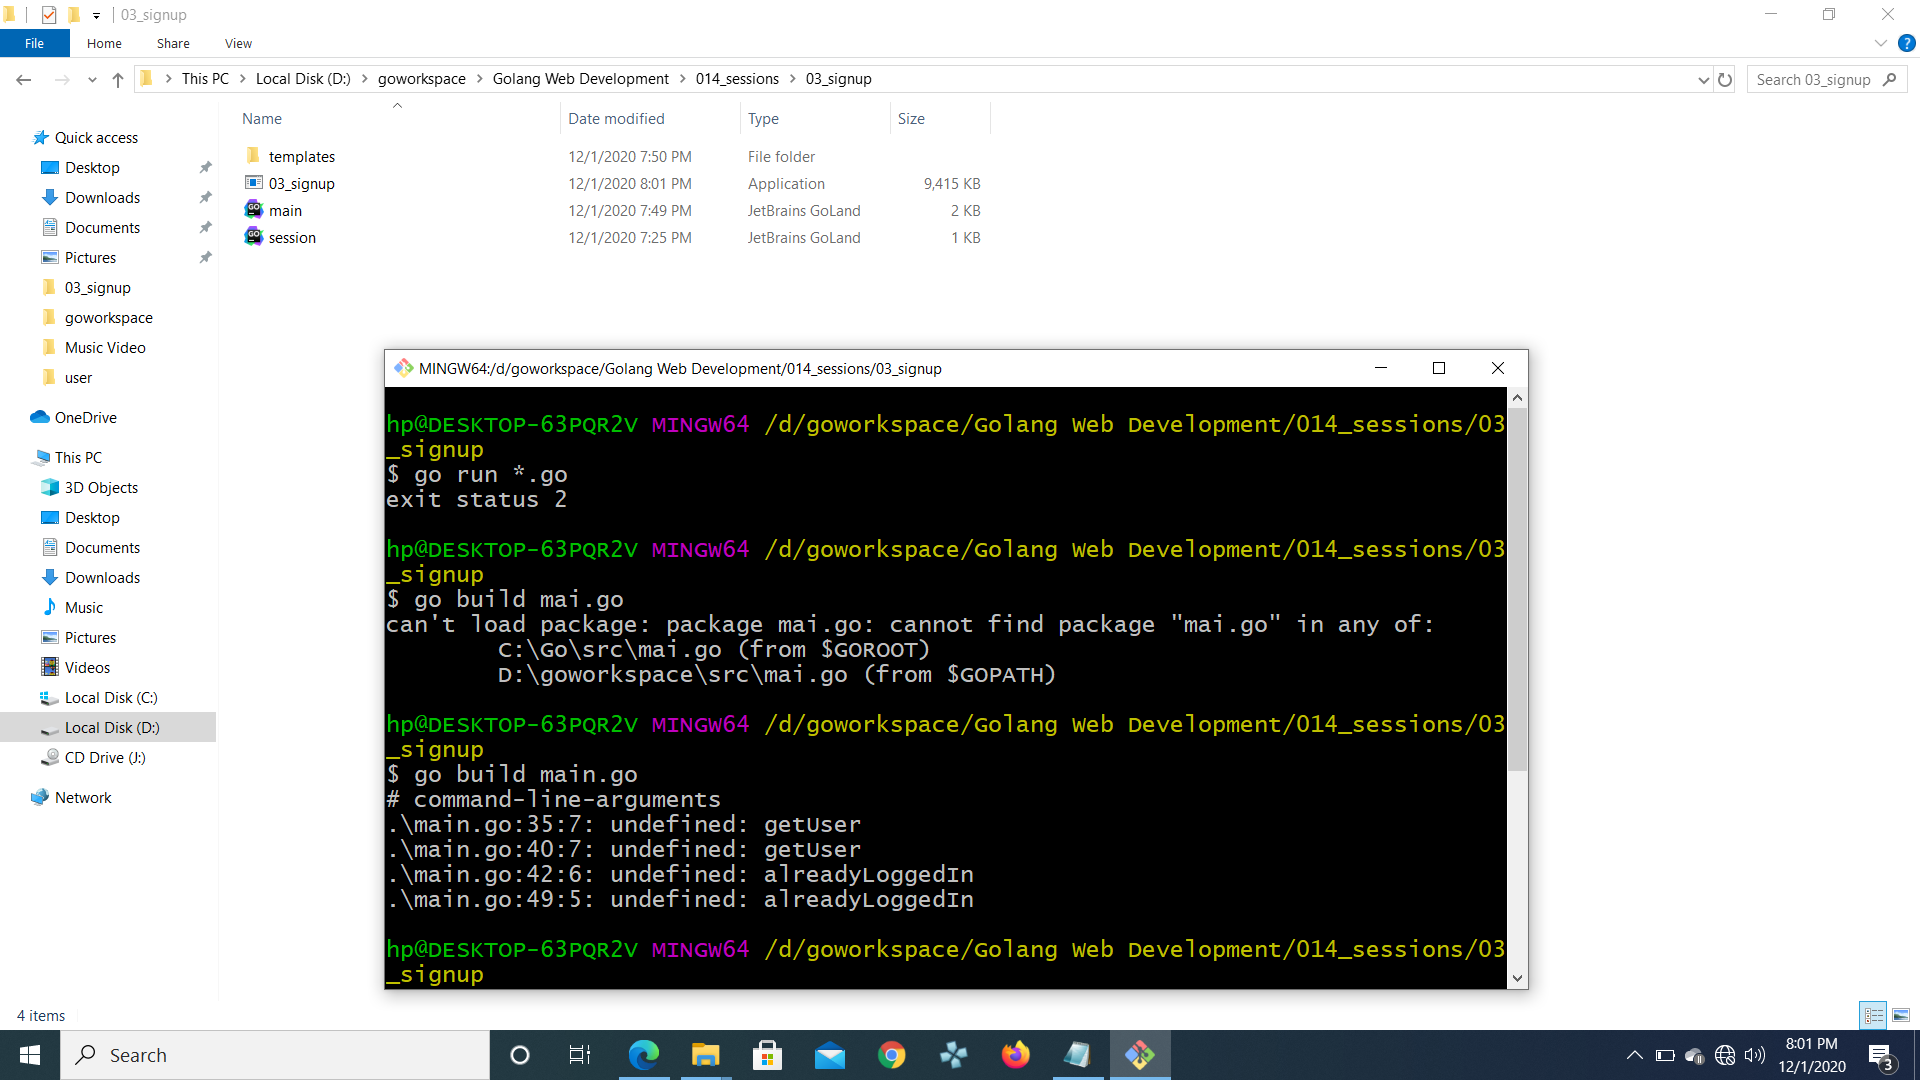 03_signup
File
Home
Share
View
This PC
Local Disk (D:)
goworkspace
Golang Web Development
014_sessions
03_signup
Search 03_signup
Name
Date modified
Type
Size
templates 12/1/2020 7:50 PM File folder
03_signup 12/1/2020 8:01 PM Application 9,415 KB
main 12/1/2020 7:49 PM JetBrains GoLand 2 KB
session 12/1/2020 7:25 PM JetBrains GoLand 1 KB
Quick access
Desktop
Downloads
Documents
Pictures
03_signup
goworkspace
Music Video
user
OneDrive
This PC
3D Objects
Desktop
Documents
Downloads
Music
Pictures
Videos
Local Disk (C:)
Local Disk (D:)
CD Drive (J:)
Network
MINGW64:/d/goworkspace/Golang Web Development/014_sessions/03_signup
hp@DESKTOP-63PQR2V MINGW64 /d/goworkspace/Golang Web Development/014_sessions/03
_signup
$ go run *.go
exit status 2
hp@DESKTOP-63PQR2V MINGW64 /d/goworkspace/Golang Web Development/014_sessions/03
_signup
$ go build mai.go
can't load package: package mai.go: cannot find package "mai.go" in any of:
C:\Go\src\mai.go (from $GOROOT)
D:\goworkspace\src\mai.go (from $GOPATH)
hp@DESKTOP-63PQR2V MINGW64 /d/goworkspace/Golang Web Development/014_sessions/03
_signup
$ go build main.go
# command-line-arguments
.\main.go:35:7: undefined: getUser
.\main.go:40:7: undefined: getUser
.\main.go:42:6: undefined: alreadyLoggedIn
.\main.go:49:5: undefined: alreadyLoggedIn
hp@DESKTOP-63PQR2V MINGW64 /d/goworkspace/Golang Web Development/014_sessions/03
_signup
4 items
Search
8:01 PM
12/1/2020
3